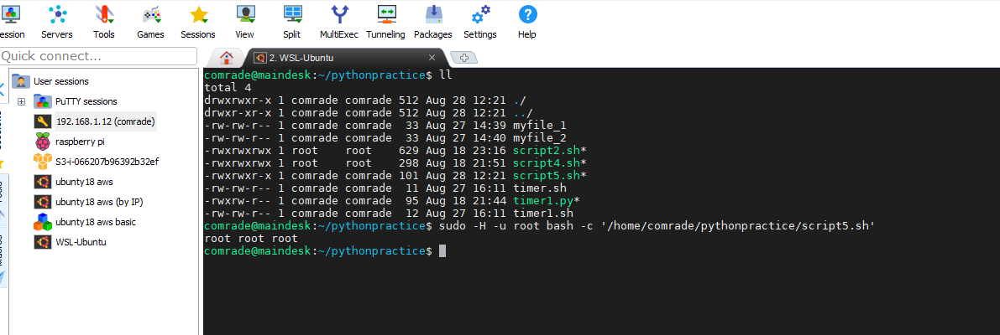 ession Servers Tools Games Sessions View Split MultiExec Tunneling Packages Settings Help
Quick connect...
2. WSL-Ubuntu
User sessions
PuTTY sessions
192.168.1.12 (comrade)
raspberry pi
S3-i-066207b96392b32ef
ubunty18 aws
ubunty18 aws (by IP)
ubunty18 aws basic
WSL-Ubuntu
comrade@maindesk:~/pythonpractice$ ll
total 4
drwxrwxr-x 1 comrade comrade 512 Aug 28 12:21 ./
drwxr-xr-x 1 comrade comrade 512 Aug 28 12:21 ../
-rw-rw-r-- 1 comrade comrade  33 Aug 27 14:39 myfile_1
-rw-rw-r-- 1 comrade comrade  33 Aug 27 14:40 myfile_2
-rwxrwxrwx 1 root    root    629 Aug 18 23:16 script2.sh*
-rwxrwxrwx 1 root    root    298 Aug 18 21:51 script4.sh*
-rwxrwxr-x 1 comrade comrade 101 Aug 28 12:21 script5.sh*
-rw-rw-r-- 1 comrade comrade  11 Aug 27 16:11 timer.sh
-rwxrw-r-- 1 comrade comrade  95 Aug 18 21:44 timer1.py*
-rw-rw-r-- 1 comrade comrade  12 Aug 27 16:11 timer1.sh
comrade@maindesk:~/pythonpractice$ sudo -H -u root bash -c '/home/comrade/pythonpractice/script5.sh'
root root root
comrade@maindesk:~/pythonpractice$